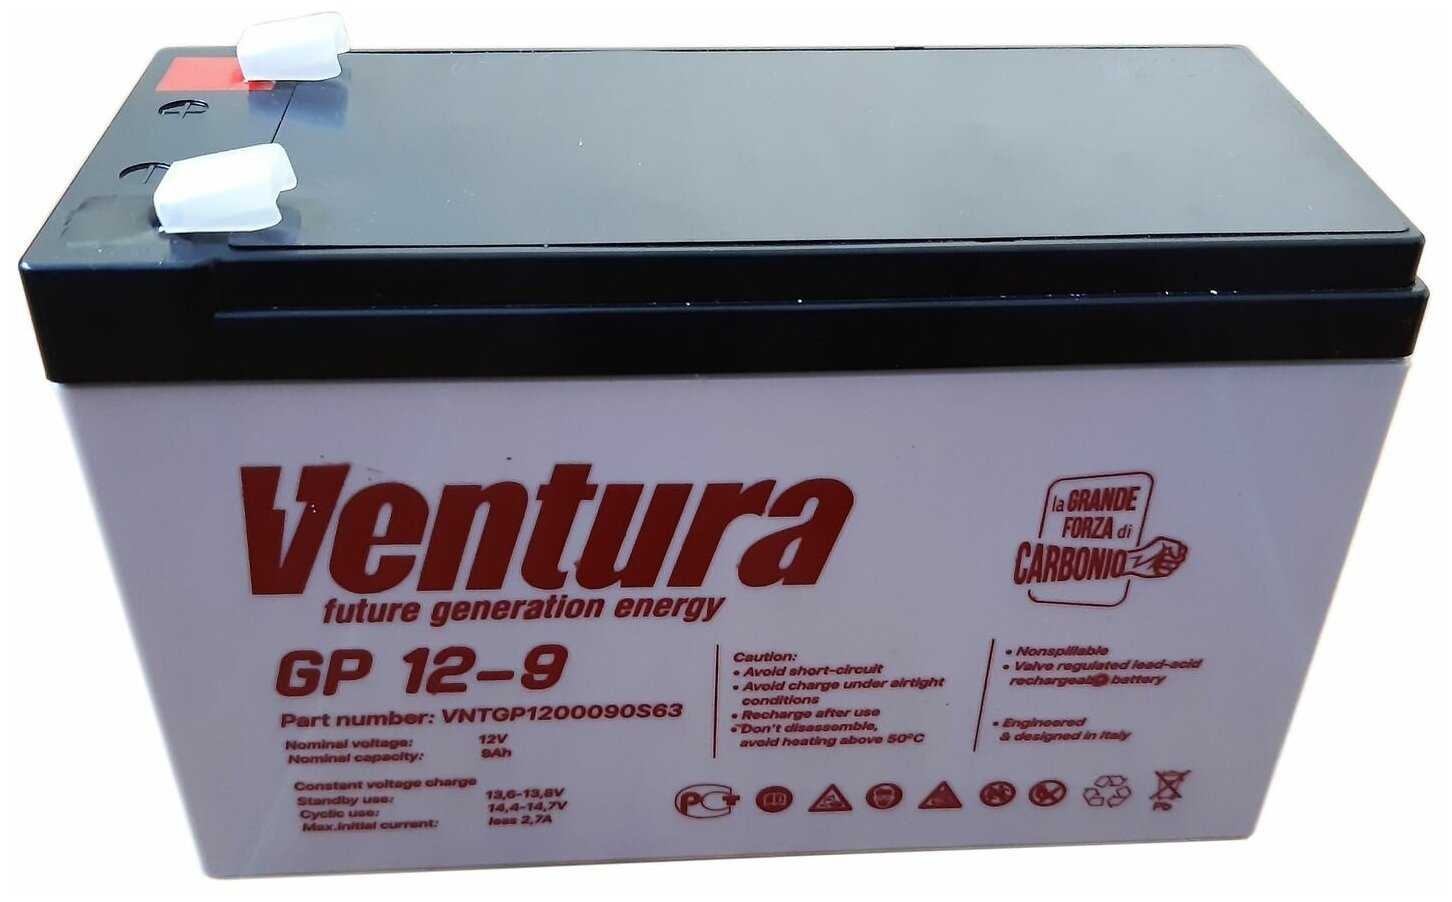 Ventura
future generation energy
GP 12-9
Part number: VNTGP1200090S63
Nominal voltage: 12V
Nominal capacity: 9Ah
Constant voltage charge
Standby use: 13,6-13,8V
Cyclic use: 14,4-14,7V
Max.initial current: less 2,7A
Caution:
• Avoid short-circuit
• Avoid charge under airtight
conditions
• Recharge after use
• Don't disassemble,
avoid heating above 50°C
la GRANDE
FORZA di
CARBONIO
• Nonspillable
• Valve regulated lead-acid
rechargeable battery
• Engineered
& designed in Italy
РСТ
Pb